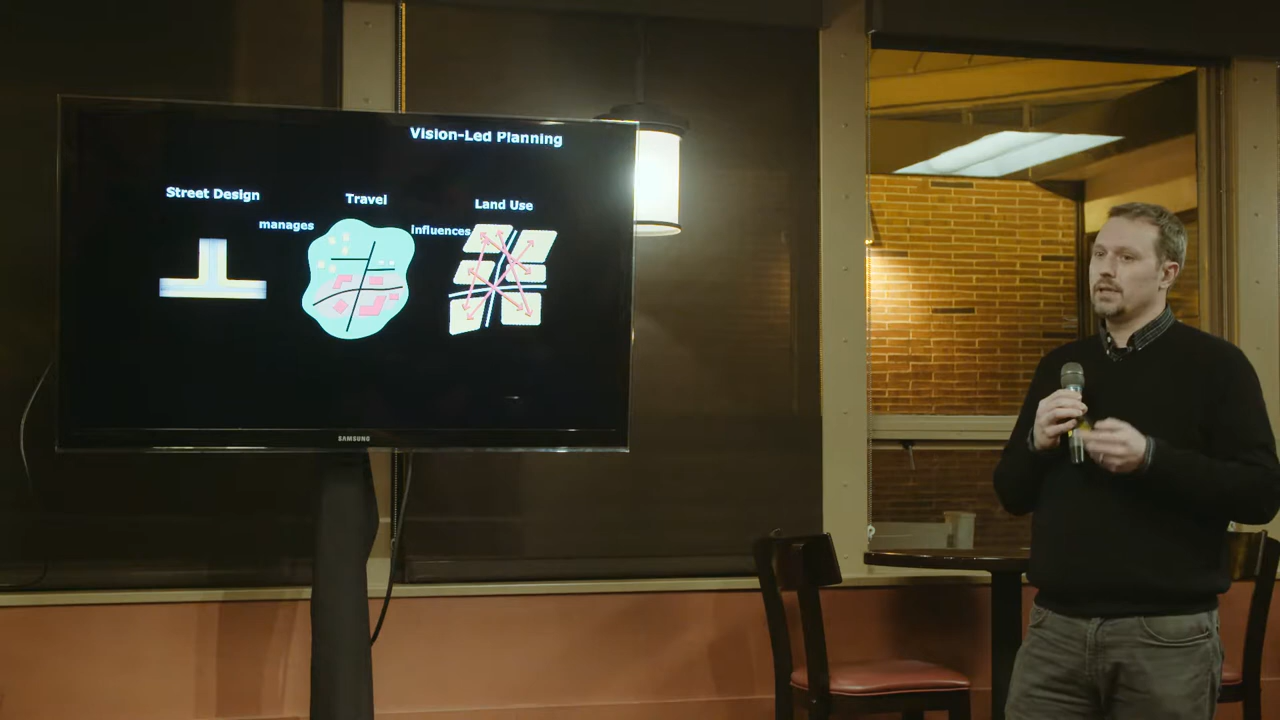 Vision-Led Planning
Street Design
Travel
Land Use
manages
influences
SAMSUNG